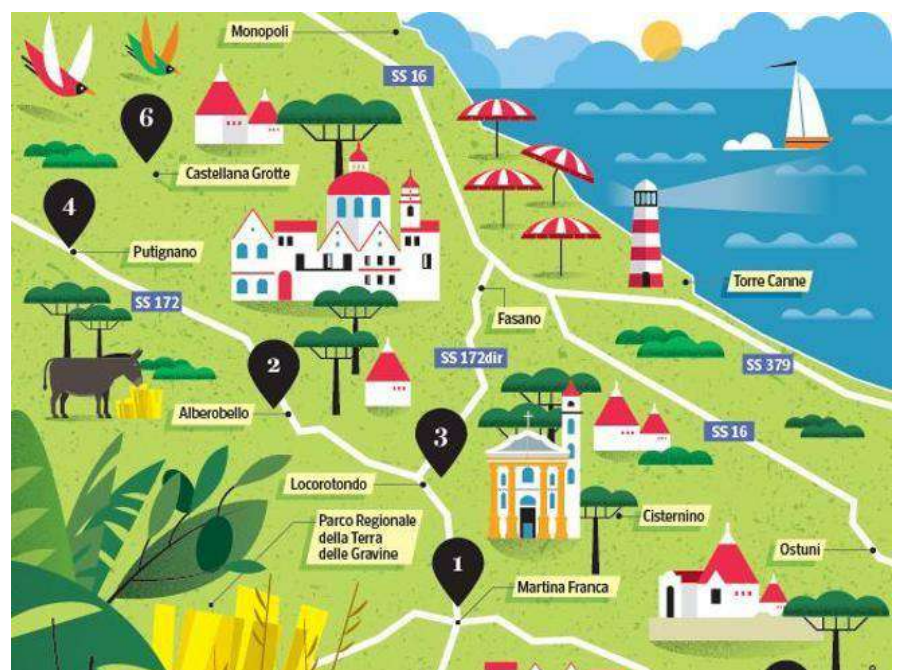 Monopoli
SS 16
6
Castellana Grotte
4
Putignano
Torre Canne
SS 172
Fasano
SS 172dir
SS 379
2
Alberobello
3
SS 16
Locorotondo
Parco Regionale
della Terra
delle Gravine
Cisternino
Ostuni
1
Martina Franca